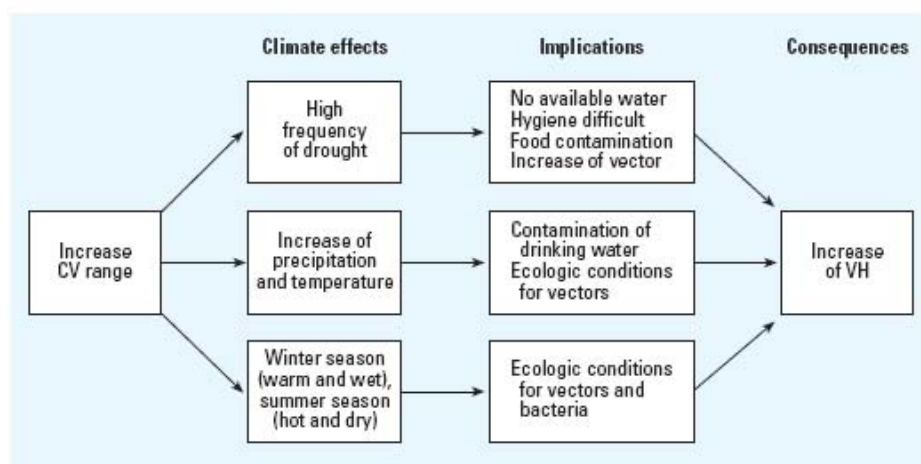 Climate effects
Implications
Consequences
High
frequency
of drought
No available water
Hygiene difficult
Food contamination
Increase of vector
Increase
CV range
Increase of
precipitation
and temperature
Contamination of
drinking water
Ecologic conditions
for vectors
Increase
of VH
Winter season
(warm and wet),
summer season
(hot and dry)
Ecologic conditions
for vectors and
bacteria